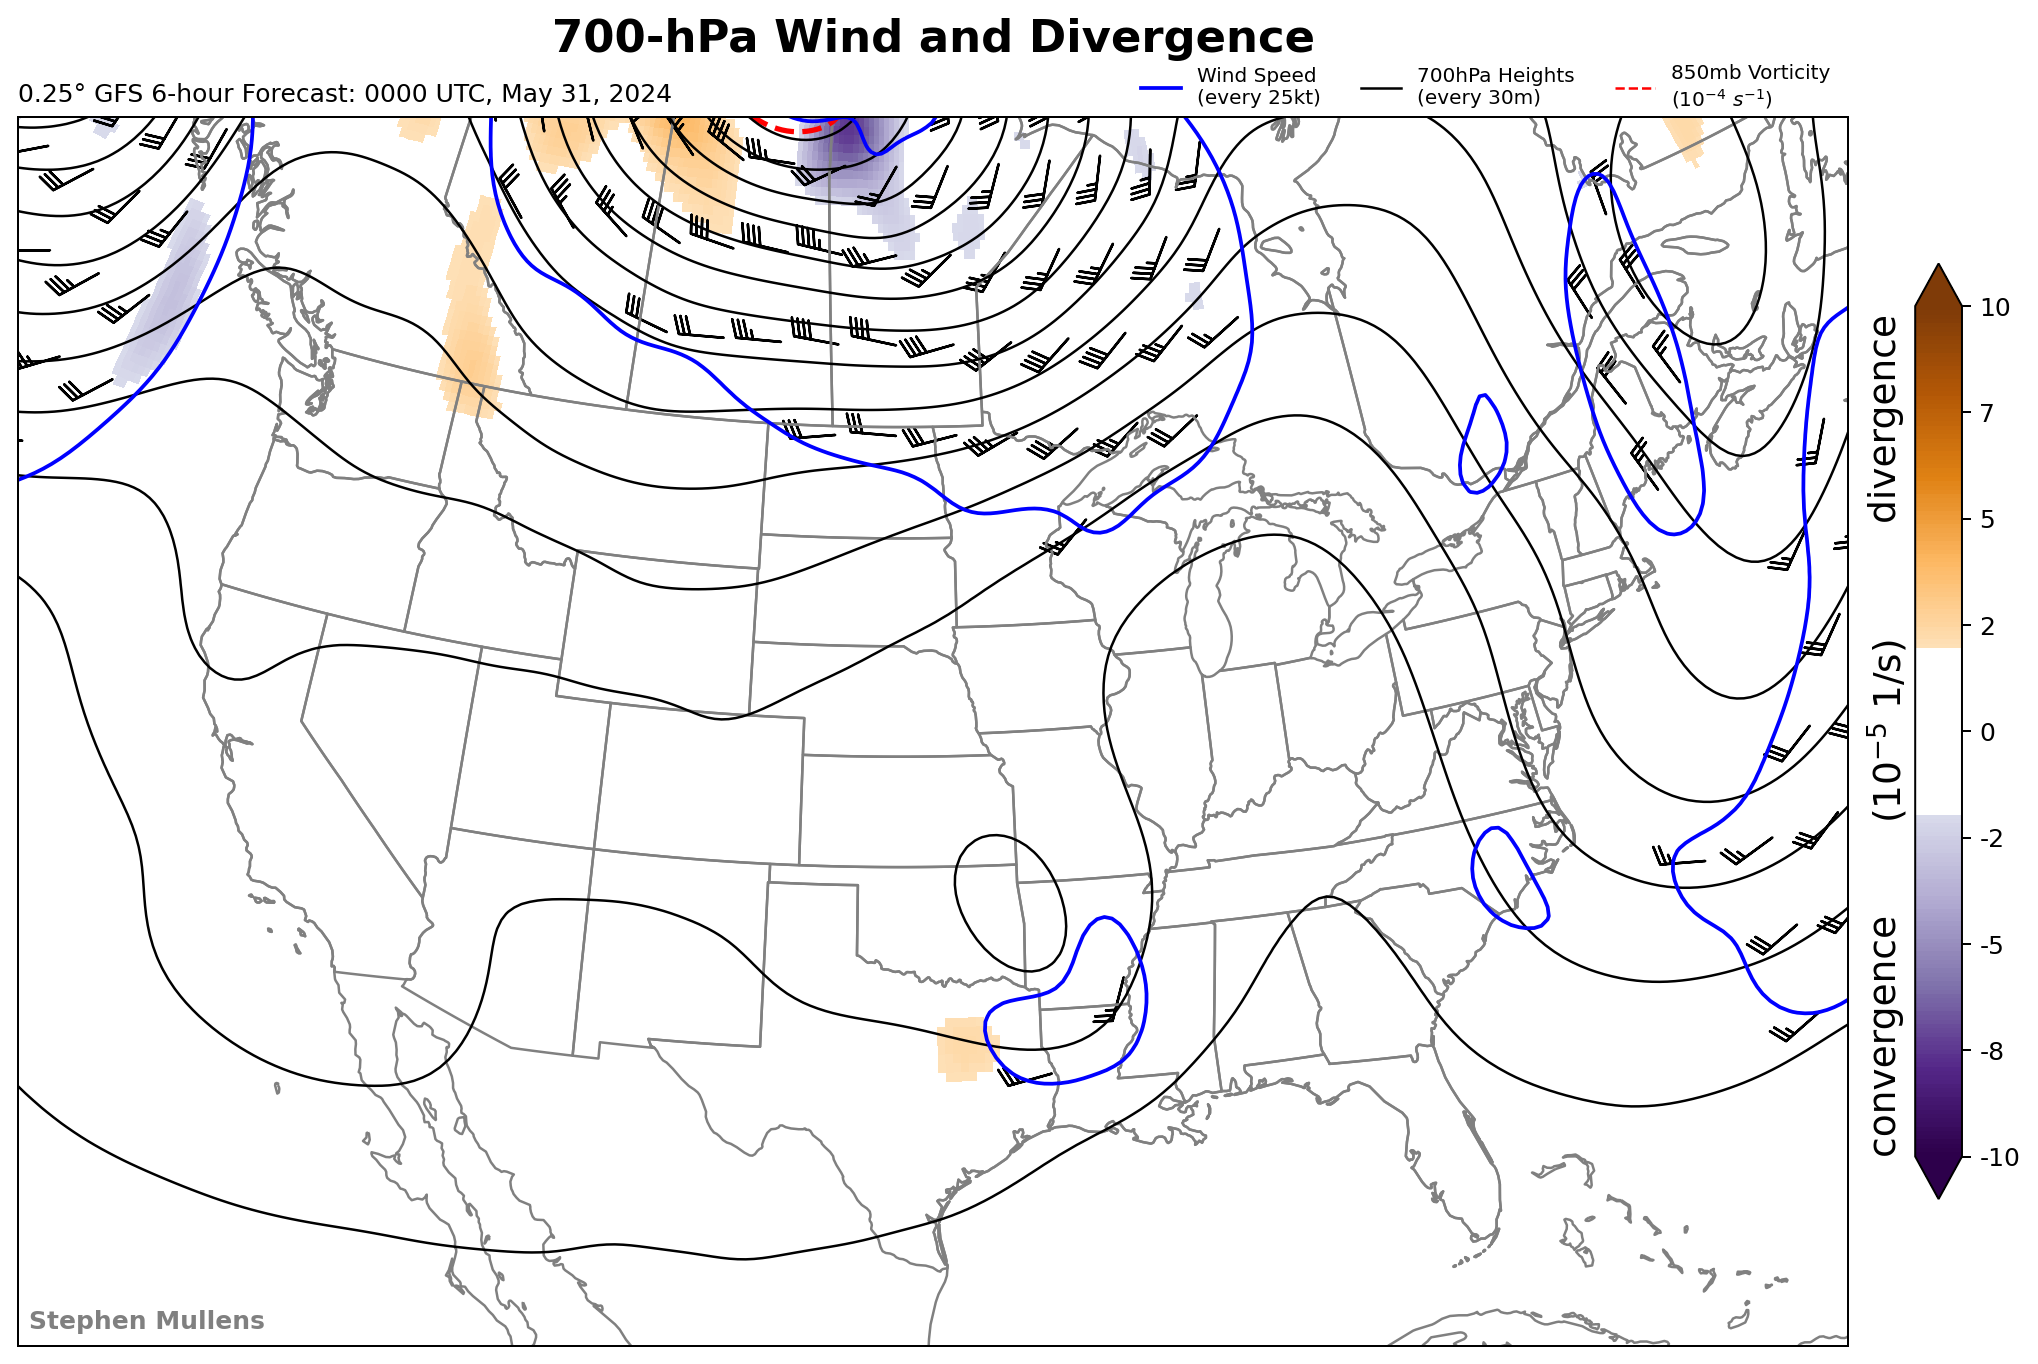 700-hPa Wind and Divergence
0.25° GFS 6-hour Forecast: 0000 UTC, May 31, 2024
Wind Speed
(every 25kt)
700hPa Heights
(every 30m)
850mb Vorticity
(10⁻⁴ s⁻¹)
10
7
5
2
0
-2
-5
-8
-10
convergence (10⁻⁵ 1/s) divergence
Stephen Mullens